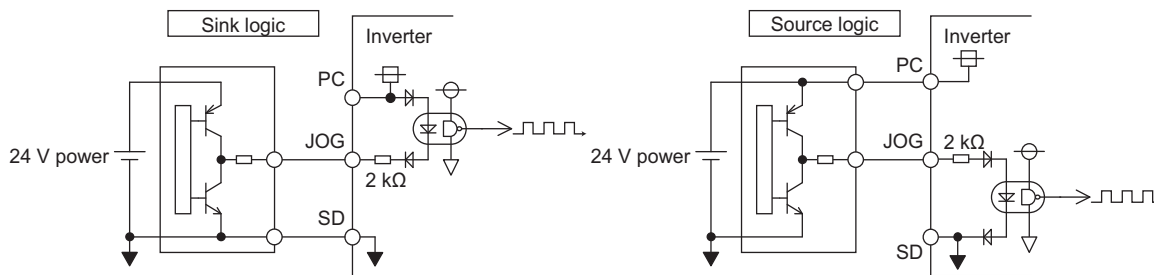 Sink logic
Inverter
PC
24 V power
JOG
2 kΩ
SD
Source logic
Inverter
PC
24 V power
JOG
2 kΩ
SD